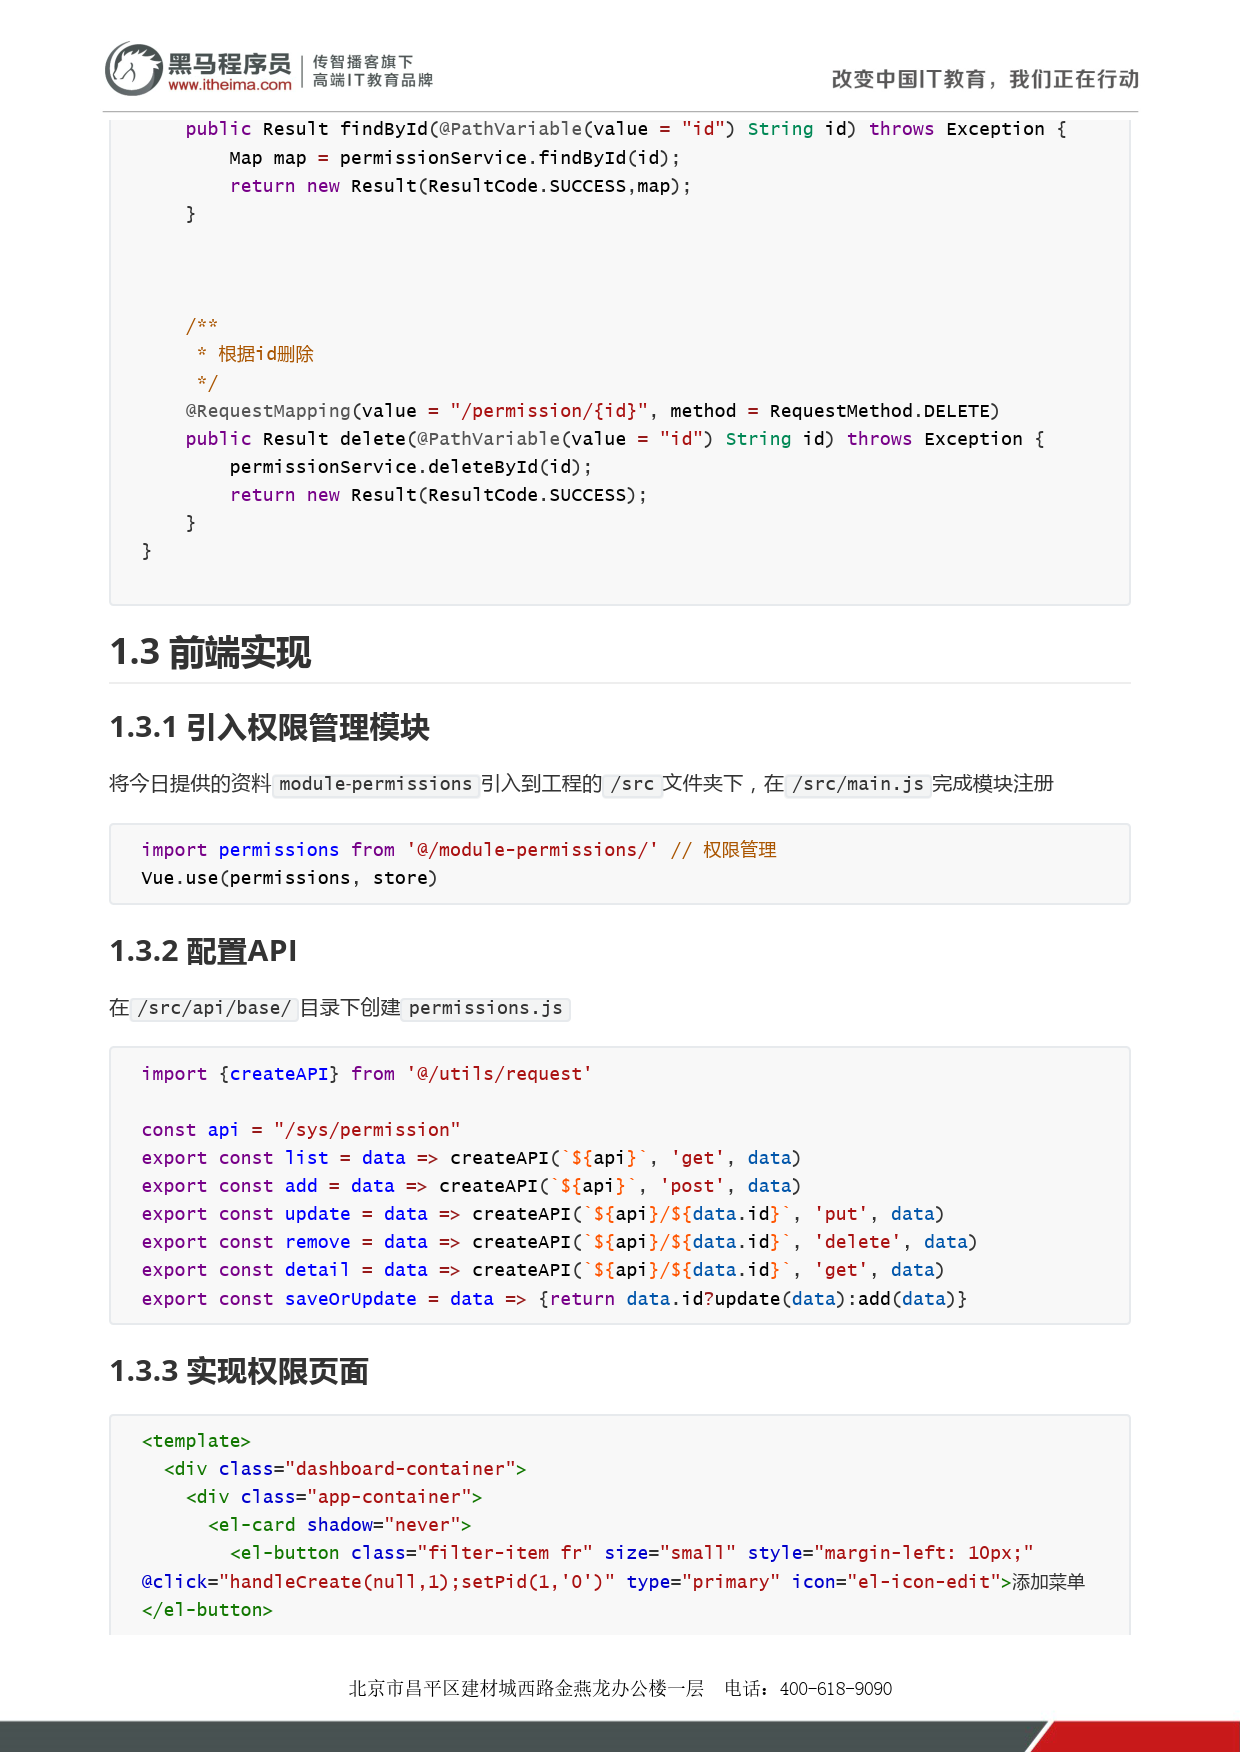 黑马程序员
www.itheima.com
传智播客旗下
高端IT教育品牌
改变中国IT教育，我们正在行动
    public Result findById(@PathVariable(value = "id") String id) throws Exception {
        Map map = permissionService.findById(id);
        return new Result(ResultCode.SUCCESS,map);
    }
    /**
     * 根据id删除
     */
    @RequestMapping(value = "/permission/{id}", method = RequestMethod.DELETE)
    public Result delete(@PathVariable(value = "id") String id) throws Exception {
        permissionService.deleteById(id);
        return new Result(ResultCode.SUCCESS);
    }
}
1.3 前端实现
1.3.1 引入权限管理模块
将今日提供的资料 module-permissions 引入到工程的 /src 文件夹下，在 /src/main.js 完成模块注册
import permissions from '@/module-permissions/' // 权限管理
Vue.use(permissions, store)
1.3.2 配置API
在 /src/api/base/ 目录下创建 permissions.js
import {createAPI} from '@/utils/request'
const api = "/sys/permission"
export const list = data => createAPI(`${api}`, 'get', data)
export const add = data => createAPI(`${api}`, 'post', data)
export const update = data => createAPI(`${api}/${data.id}`, 'put', data)
export const remove = data => createAPI(`${api}/${data.id}`, 'delete', data)
export const detail = data => createAPI(`${api}/${data.id}`, 'get', data)
export const saveOrUpdate = data => {return data.id?update(data):add(data)}
1.3.3 实现权限页面
<template>
  <div class="dashboard-container">
    <div class="app-container">
      <el-card shadow="never">
        <el-button class="filter-item fr" size="small" style="margin-left: 10px;"
@click="handleCreate(null,1);setPid(1,'0')" type="primary" icon="el-icon-edit">添加菜单
</el-button>
北京市昌平区建材城西路金燕龙办公楼一层 电话：400-618-9090